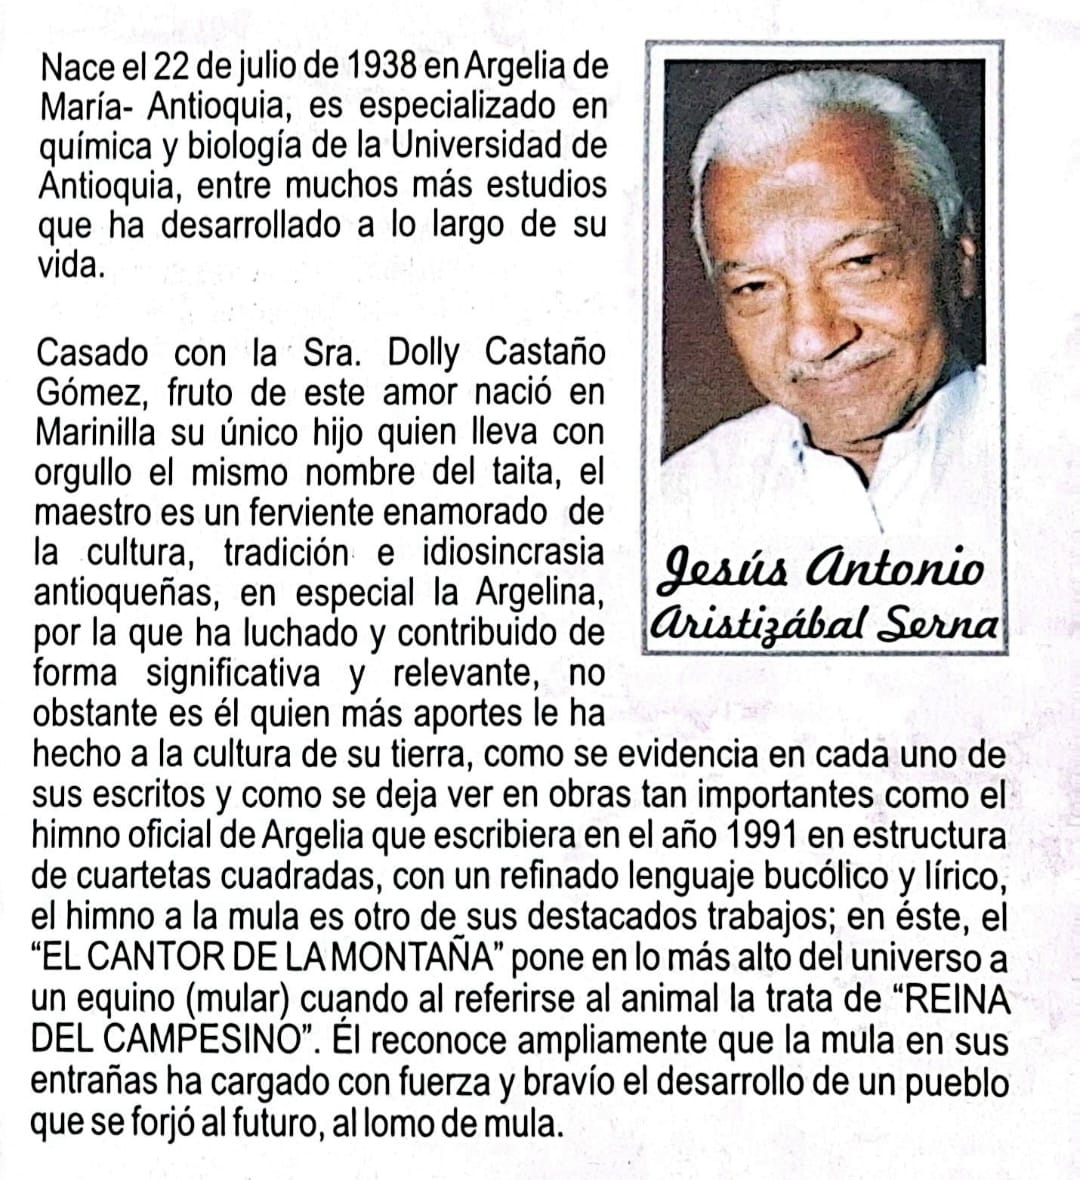 Nace el 22 de julio de 1938 en Argelia de
María- Antioquia, es especializado en
química y biología de la Universidad de
Antioquia, entre muchos más estudios
que ha desarrollado a lo largo de su
vida.
Casado con la Sra. Dolly Castaño
Gómez, fruto de este amor nació en
Marinilla su único hijo quien lleva con
orgullo el mismo nombre del taita, el
maestro es un ferviente enamorado de
la cultura, tradición e idiosincrasia
antioqueñas, en especial la Argelina,
por la que ha luchado y contribuido de
forma significativa y relevante, no
obstante es él quien más aportes le ha
hecho a la cultura de su tierra, como se evidencia en cada uno de
sus escritos y como se deja ver en obras tan importantes como el
himno oficial de Argelia que escribiera en el año 1991 en estructura
de cuartetas cuadradas, con un refinado lenguaje bucólico y lírico,
el himno a la mula es otro de sus destacados trabajos; en éste, el
“EL CANTOR DE LA MONTAÑA” pone en lo más alto del universo a
un equino (mular) cuando al referirse al animal la trata de “REINA
DEL CAMPESINO”. Él reconoce ampliamente que la mula en sus
entrañas ha cargado con fuerza y bravío el desarrollo de un pueblo
que se forjó al futuro, al lomo de mula.
Jesús Antonio
Aristizábal Serna